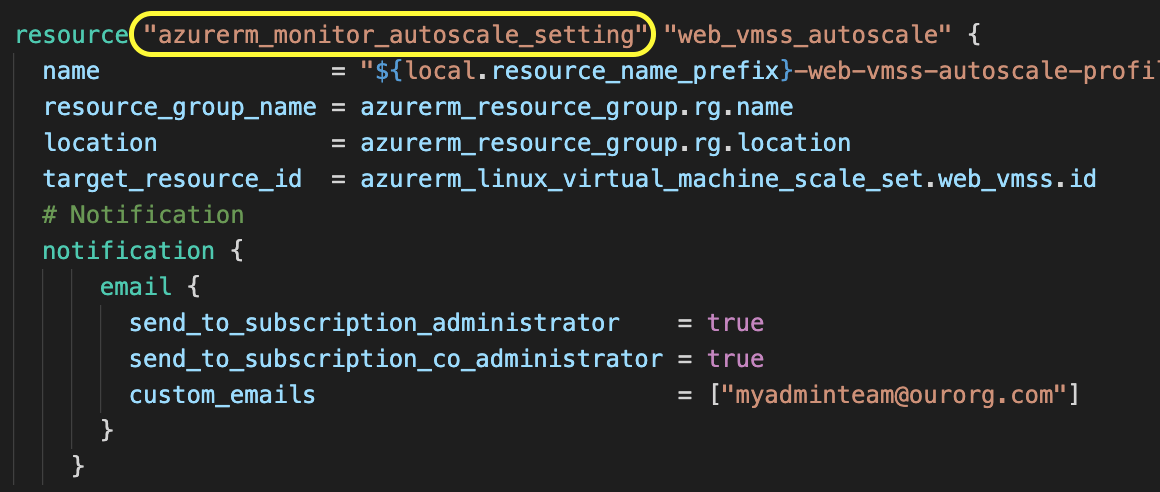 resource "azurerm_monitor_autoscale_setting" "web_vmss_autoscale" {
  name                = "${local.resource_name_prefix}-web-vmss-autoscale-profil
  resource_group_name = azurerm_resource_group.rg.name
  location            = azurerm_resource_group.rg.location
  target_resource_id  = azurerm_linux_virtual_machine_scale_set.web_vmss.id
  # Notification
  notification {
      email {
        send_to_subscription_administrator    = true
        send_to_subscription_co_administrator = true
        custom_emails                         = ["myadminteam@ourorg.com"]
      }
    }